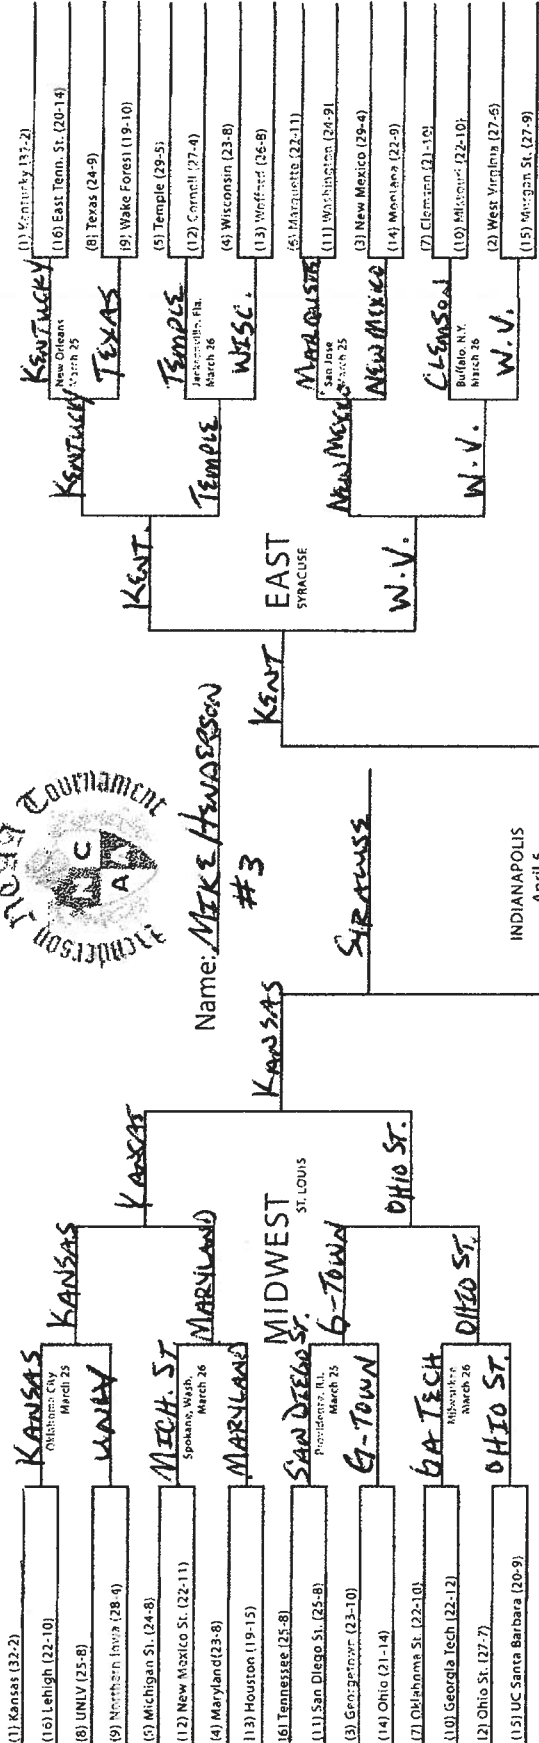 (1) Kansas (32-2)
(16) Lehigh (22-10)
(8) UNLV (25-8)
(9) Northern Iowa (28-4)
(5) Michigan St. (24-8)
(12) New Mexico St. (22-11)
(4) Maryland(23-8)
(13) Houston (19-15)
(6) Tennessee (25-8)
(11) San Diego St. (25-8)
(3) Georgetown (23-10)
(14) Ohio (21-14)
(7) Oklahoma St. (22-10)
(10) Georgia Tech (22-12)
(2) Ohio St. (27-7)
(15) UC Santa Barbara (20-9)
KANSAS
Oklahoma City
March 25
UNLV
MICH. ST
Spokane, Wash.
March 26
MARYLAND
SAN DIEGO ST.
Providence, R.I.
March 25
G-TOWN
GA TECH
Milwaukee
March 26
OHIO ST.
KANSAS
MARYLAND
G-TOWN
OHIO ST.
MIDWEST
ST. LOUIS
KANSAS
OHIO ST.
KANSAS
Henderson NCAA Tournament
N C A A
Name: MIKE HENDERSON
#3
SYRACUSE
INDIANAPOLIS
April 6
KENT
EAST
SYRACUSE
KENT.
W.V.
KENTUCKY
TEMPLE
NEW MEXICO
W.V.
KENTUCKY
New Orleans
March 25
TEXAS
TEMPLE
Jacksonville, Fla.
March 26
WISC.
MARQUETTE
San Jose
March 25
NEW MEXICO
CLEMSON
Buffalo, N.Y.
March 26
W.V.
(1) Kentucky (32-2)
(16) East Tenn. St. (20-14)
(8) Texas (24-9)
(9) Wake Forest (19-10)
(5) Temple (29-5)
(12) Cornell (27-4)
(4) Wisconsin (23-8)
(13) Wofford (26-8)
(6) Marquette (22-11)
(11) Washington (24-9)
(3) New Mexico (29-4)
(14) Montana (22-9)
(7) Clemson (21-10)
(10) Missouri (22-10)
(2) West Virginia (27-6)
(15) Morgan St. (27-9)